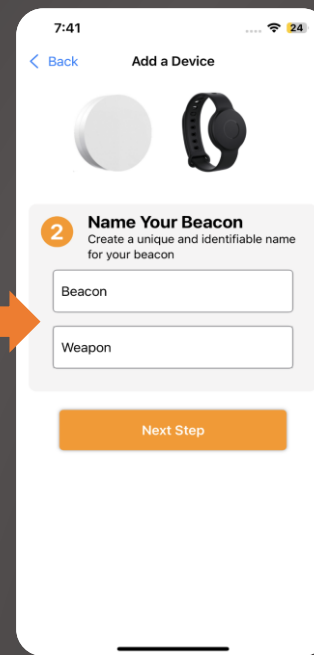 7:41
24
Back
Add a Device
2
Name Your Beacon
Create a unique and identifiable name
for your beacon
Beacon
Weapon
Next Step